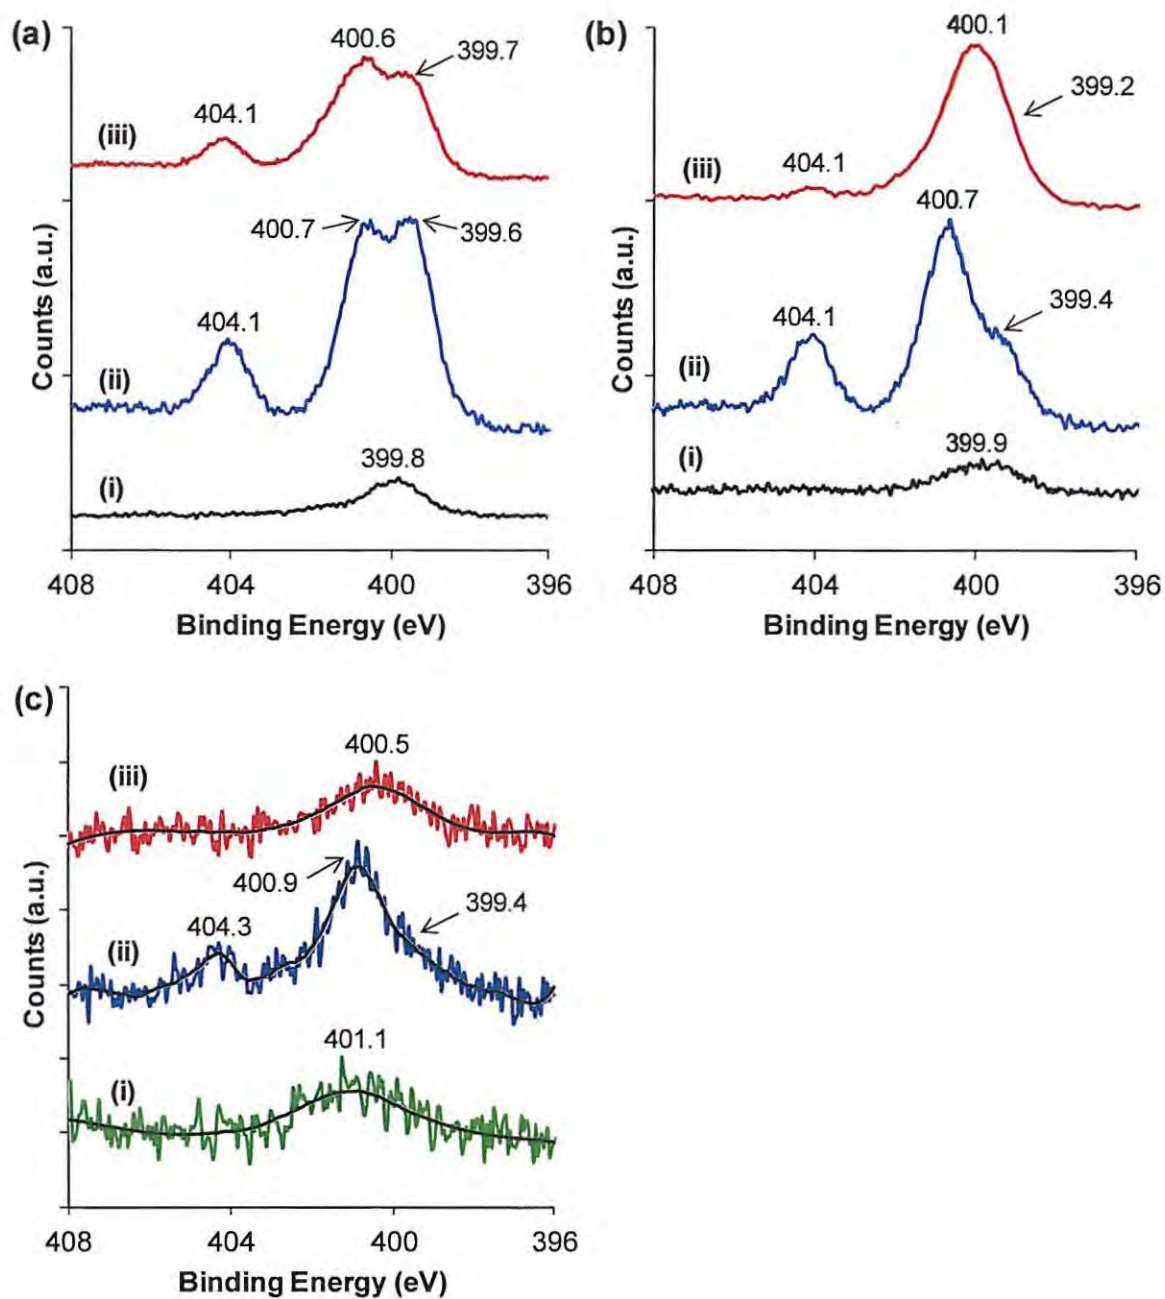 (a)
400.6
399.7
404.1
(iii)
400.7
399.6
404.1
(ii)
399.8
(i)
Counts (a.u.)
408 404 400 396
Binding Energy (eV)
(b)
400.1
399.2
404.1
(iii)
400.7
399.4
404.1
(ii)
399.9
(i)
Counts (a.u.)
408 404 400 396
Binding Energy (eV)
(c)
400.5
(iii)
400.9
399.4
404.3
(ii)
401.1
(i)
Counts (a.u.)
408 404 400 396
Binding Energy (eV)